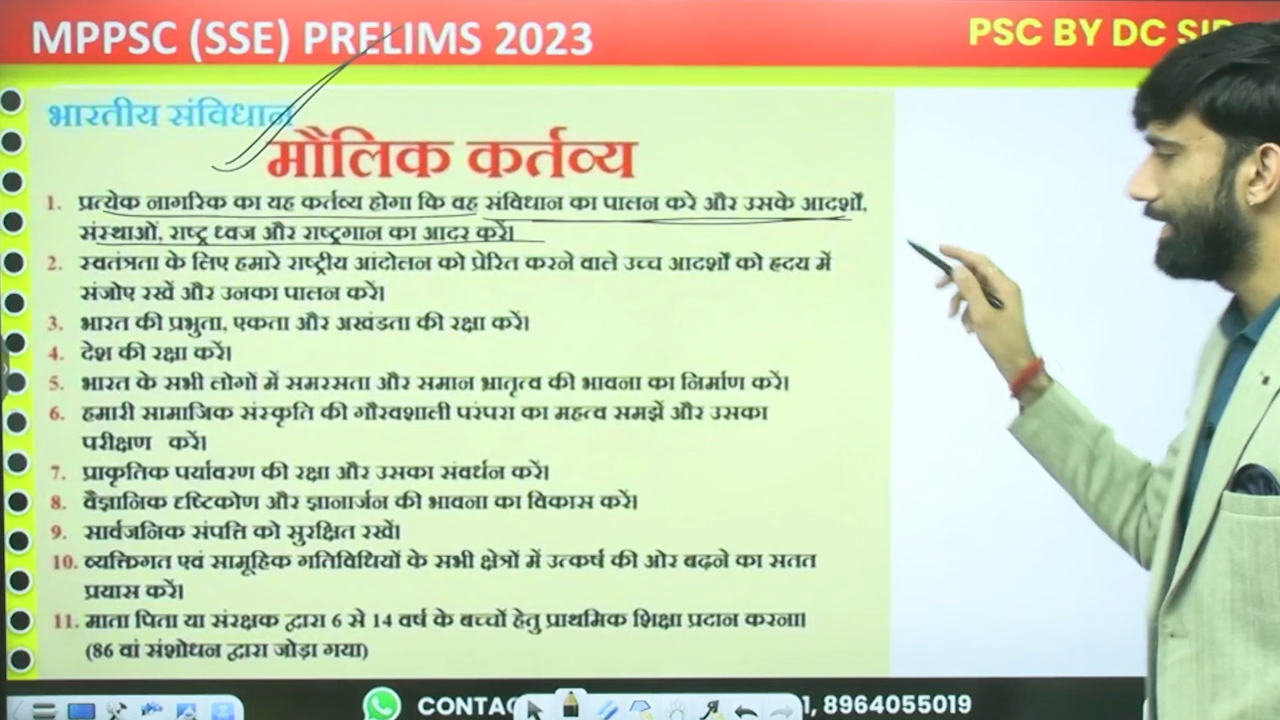 MPPSC (SSE) PRELIMS 2023
PSC BY DC SIR
भारतीय संविधान
मौलिक कर्तव्य
1. प्रत्येक नागरिक का यह कर्तव्य होगा कि वह संविधान का पालन करे और उसके आदर्शों,
संस्थाओं, राष्ट्र ध्वज और राष्ट्रगान का आदर करें।
2. स्वतंत्रता के लिए हमारे राष्ट्रीय आंदोलन को प्रेरित करने वाले उच्च आदर्शों को हृदय में
संजोए रखें और उनका पालन करें।
3. भारत की प्रभुता, एकता और अखंडता की रक्षा करें।
4. देश की रक्षा करें।
5. भारत के सभी लोगों में समरसता और समान भ्रातृत्व की भावना का निर्माण करें।
6. हमारी सामाजिक संस्कृति की गौरवशाली परंपरा का महत्व समझें और उसका
परीक्षण करें।
7. प्राकृतिक पर्यावरण की रक्षा और उसका संवर्धन करें।
8. वैज्ञानिक दृष्टिकोण और ज्ञानार्जन की भावना का विकास करें।
9. सार्वजनिक संपत्ति को सुरक्षित रखें।
10. व्यक्तिगत एवं सामूहिक गतिविधियों के सभी क्षेत्रों में उत्कर्ष की ओर बढ़ने का सतत
प्रयास करें।
11. माता पिता या संरक्षक द्वारा 6 से 14 वर्ष के बच्चों हेतु प्राथमिक शिक्षा प्रदान करना।
(86 वां संशोधन द्वारा जोड़ा गया)
1, 8964055019